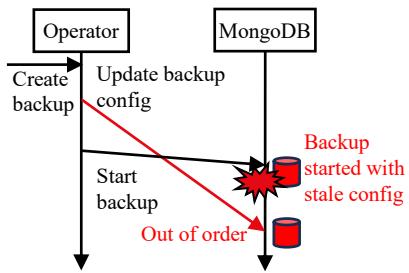 Operator
MongoDB
Create
backup
Update backup
config
Start
backup
Backup
started with
stale config
Out of order